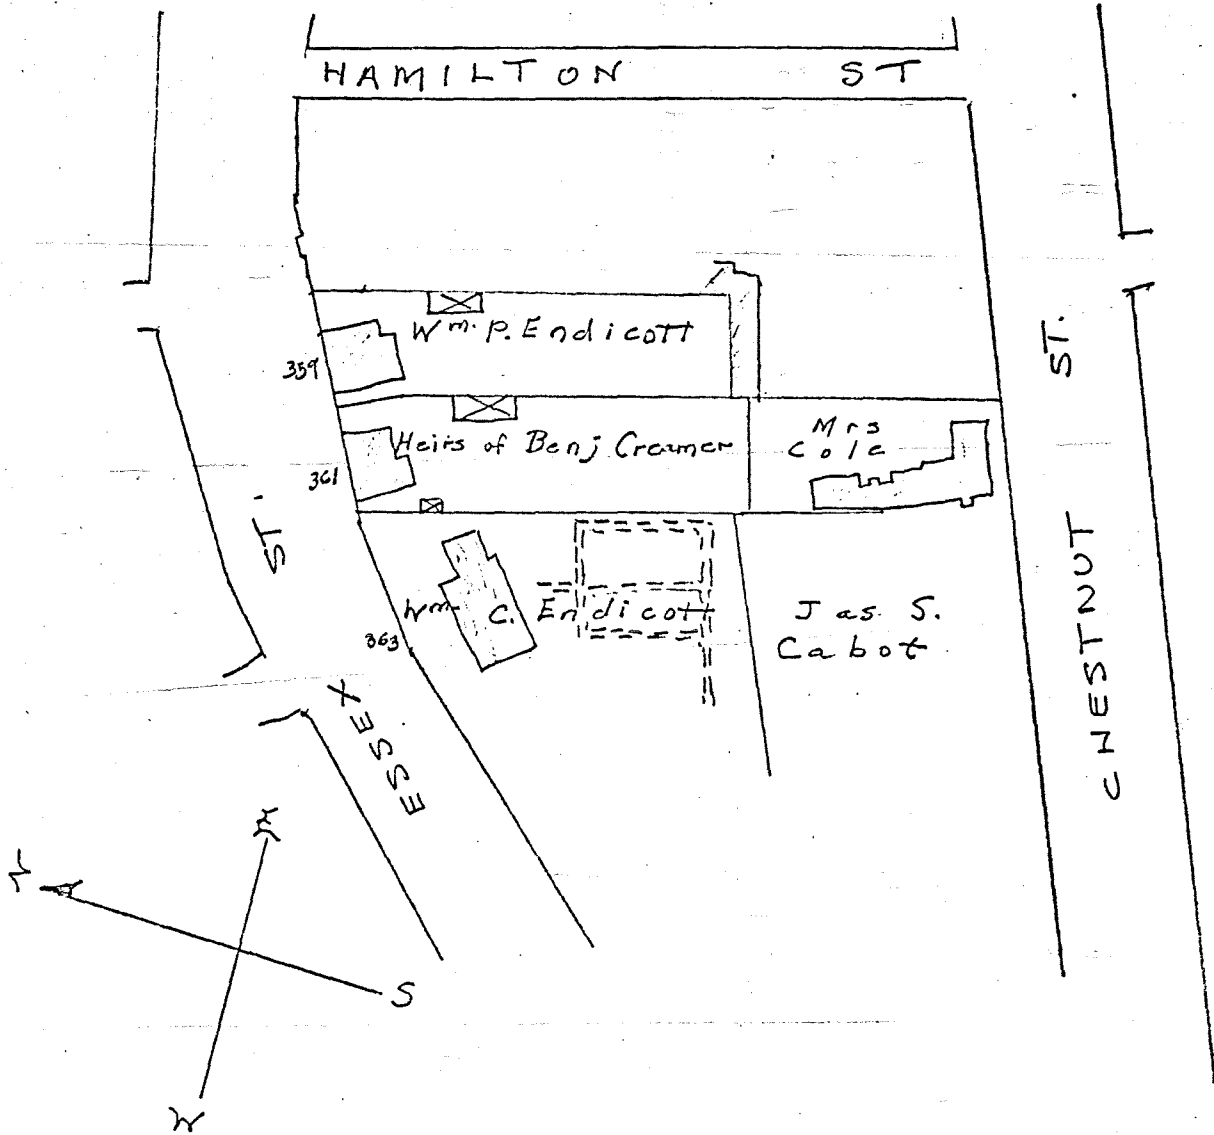 HAMILTON ST
Wm. P. Endicott
359
ST.
Mrs
Cole
Heirs of Benj Creamer
361
ST.
Wm. C. Endicott
363
Jas. S.
Cabot
CHESTNUT
ESSEX
E
N
S
W